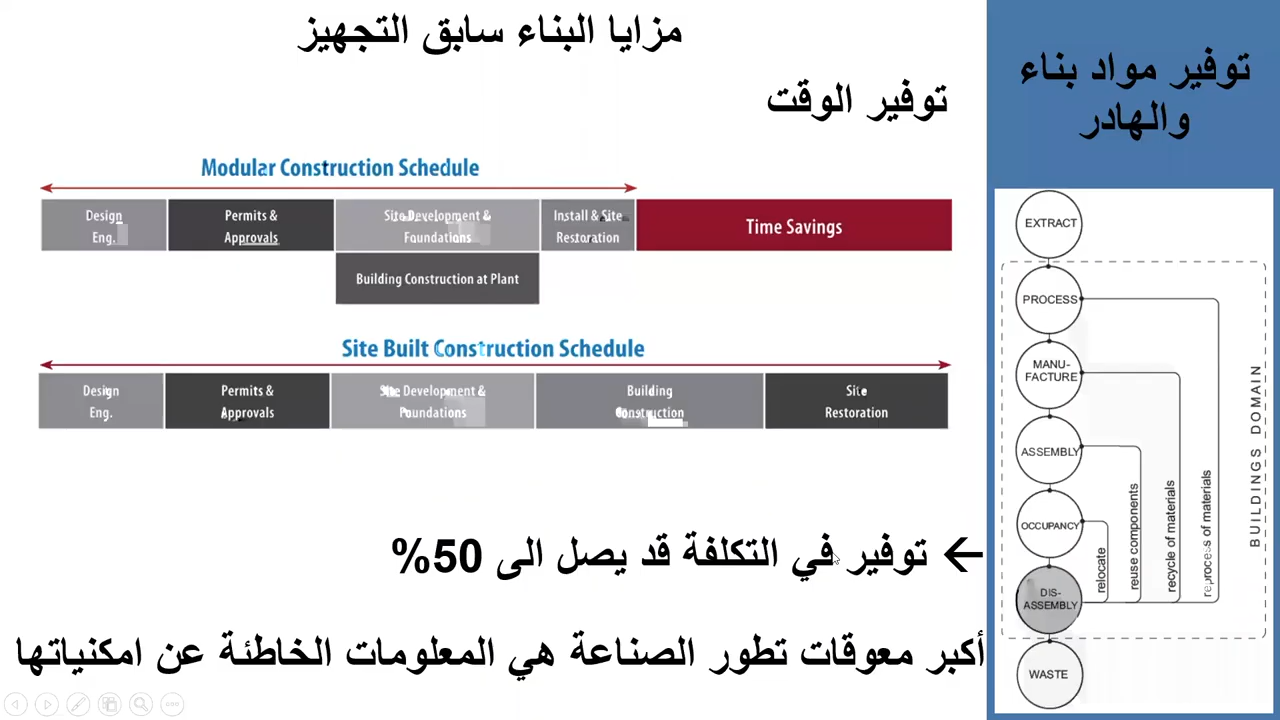 مزايا البناء سابق التجهيز
توفير الوقت
Modular Construction Schedule
Design
Eng.
Permits &
Approvals
Site Development &
Foundations
Install & Site
Restoration
Time Savings
Building Construction at Plant
Site Built Construction Schedule
Design
Eng.
Permits &
Approvals
Site Development &
Foundations
Building
Construction
Site
Restoration
← توفير في التكلفة قد يصل الى 50%
أكبر معوقات تطور الصناعة هي المعلومات الخاطئة عن امكنياتها
توفير مواد بناء
والهادر
EXTRACT
PROCESS
MANU-
FACTURE
ASSEMBLY
OCCUPANCY
DIS-
ASSEMBLY
WASTE
relocate
reuse components
recycle of materials
reprocess of materials
BUILDINGS DOMAIN